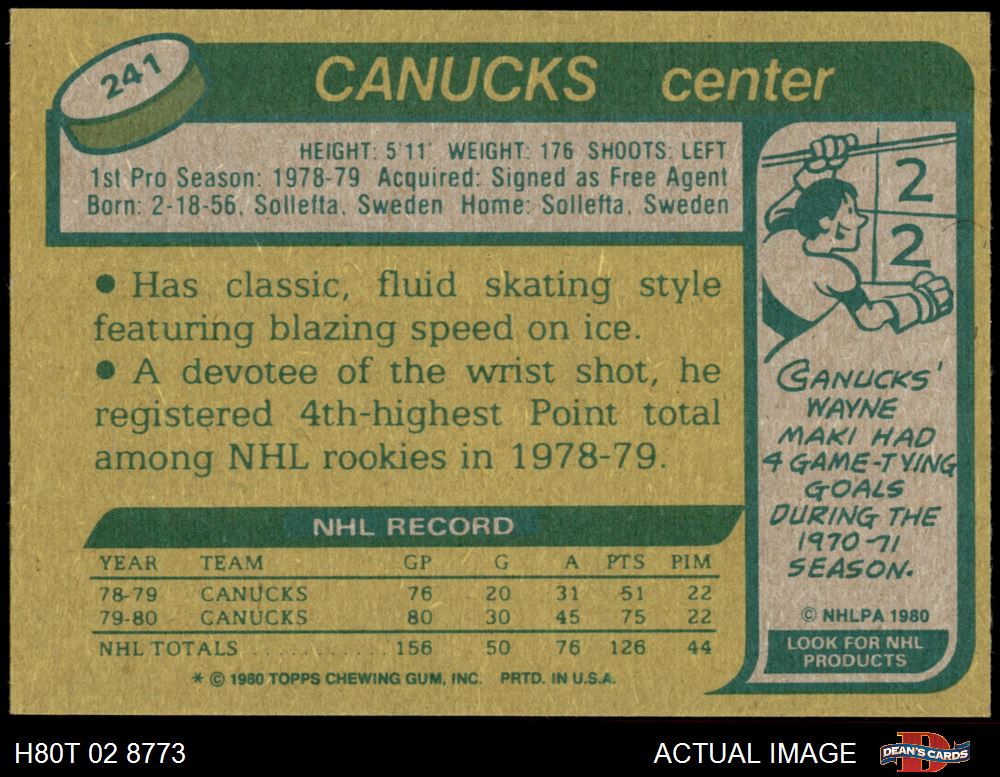 241
CANUCKS center
HEIGHT: 5'11" WEIGHT: 176 SHOOTS: LEFT
1st Pro Season: 1978-79 Acquired: Signed as Free Agent
Born: 2-18-56, Sollefta, Sweden Home: Sollefta, Sweden
• Has classic, fluid skating style
featuring blazing speed on ice.
• A devotee of the wrist shot, he
registered 4th-highest Point total
among NHL rookies in 1978-79.
NHL RECORD
YEAR TEAM GP G A PTS PIM
78-79 CANUCKS 76 20 31 51 22
79-80 CANUCKS 80 30 45 75 22
NHL TOTALS . . . . . . . . . . . 156 50 76 126 44
* © 1980 TOPPS CHEWING GUM, INC. PRTD. IN U.S.A.
2
2
CANUCKS'
WAYNE
MAKI HAD
4 GAME-TYING
GOALS
DURING THE
1970-71
SEASON.
© NHLPA 1980
LOOK FOR NHL
PRODUCTS
H80T 02 8773
ACTUAL IMAGE
D
DEAN'S CARDS